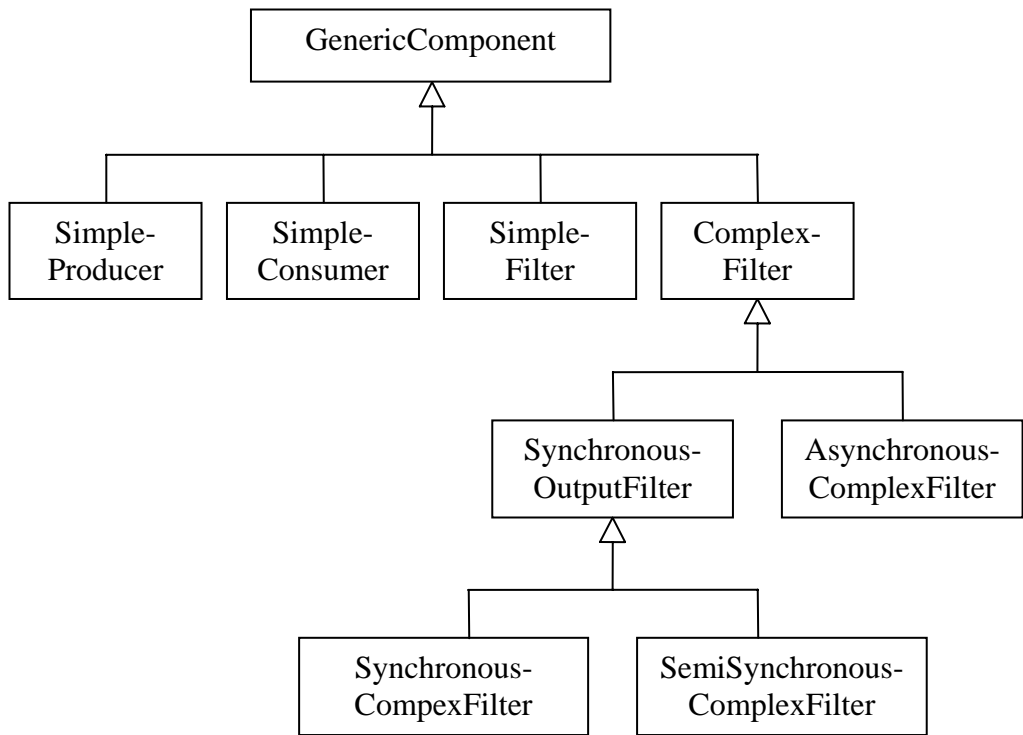 GenericComponent
Simple-
Producer
Simple-
Consumer
Simple-
Filter
Complex-
Filter
Synchronous-
OutputFilter
Asynchronous-
ComplexFilter
Synchronous-
CompexFilter
SemiSynchronous-
ComplexFilter